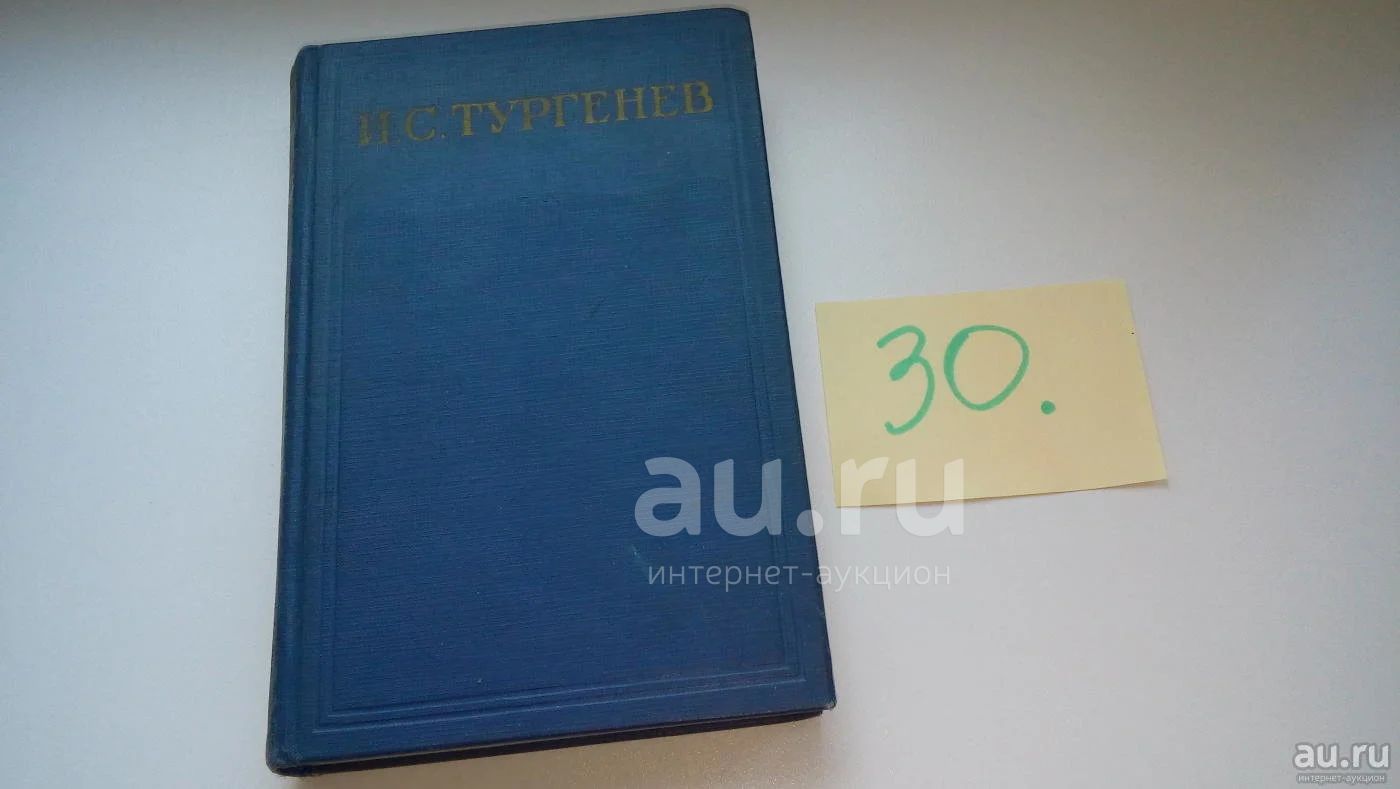 И.С.ТУРГЕНЕВ
30.
au.ru
интернет-аукцион
au.ru
интернет-аукцион